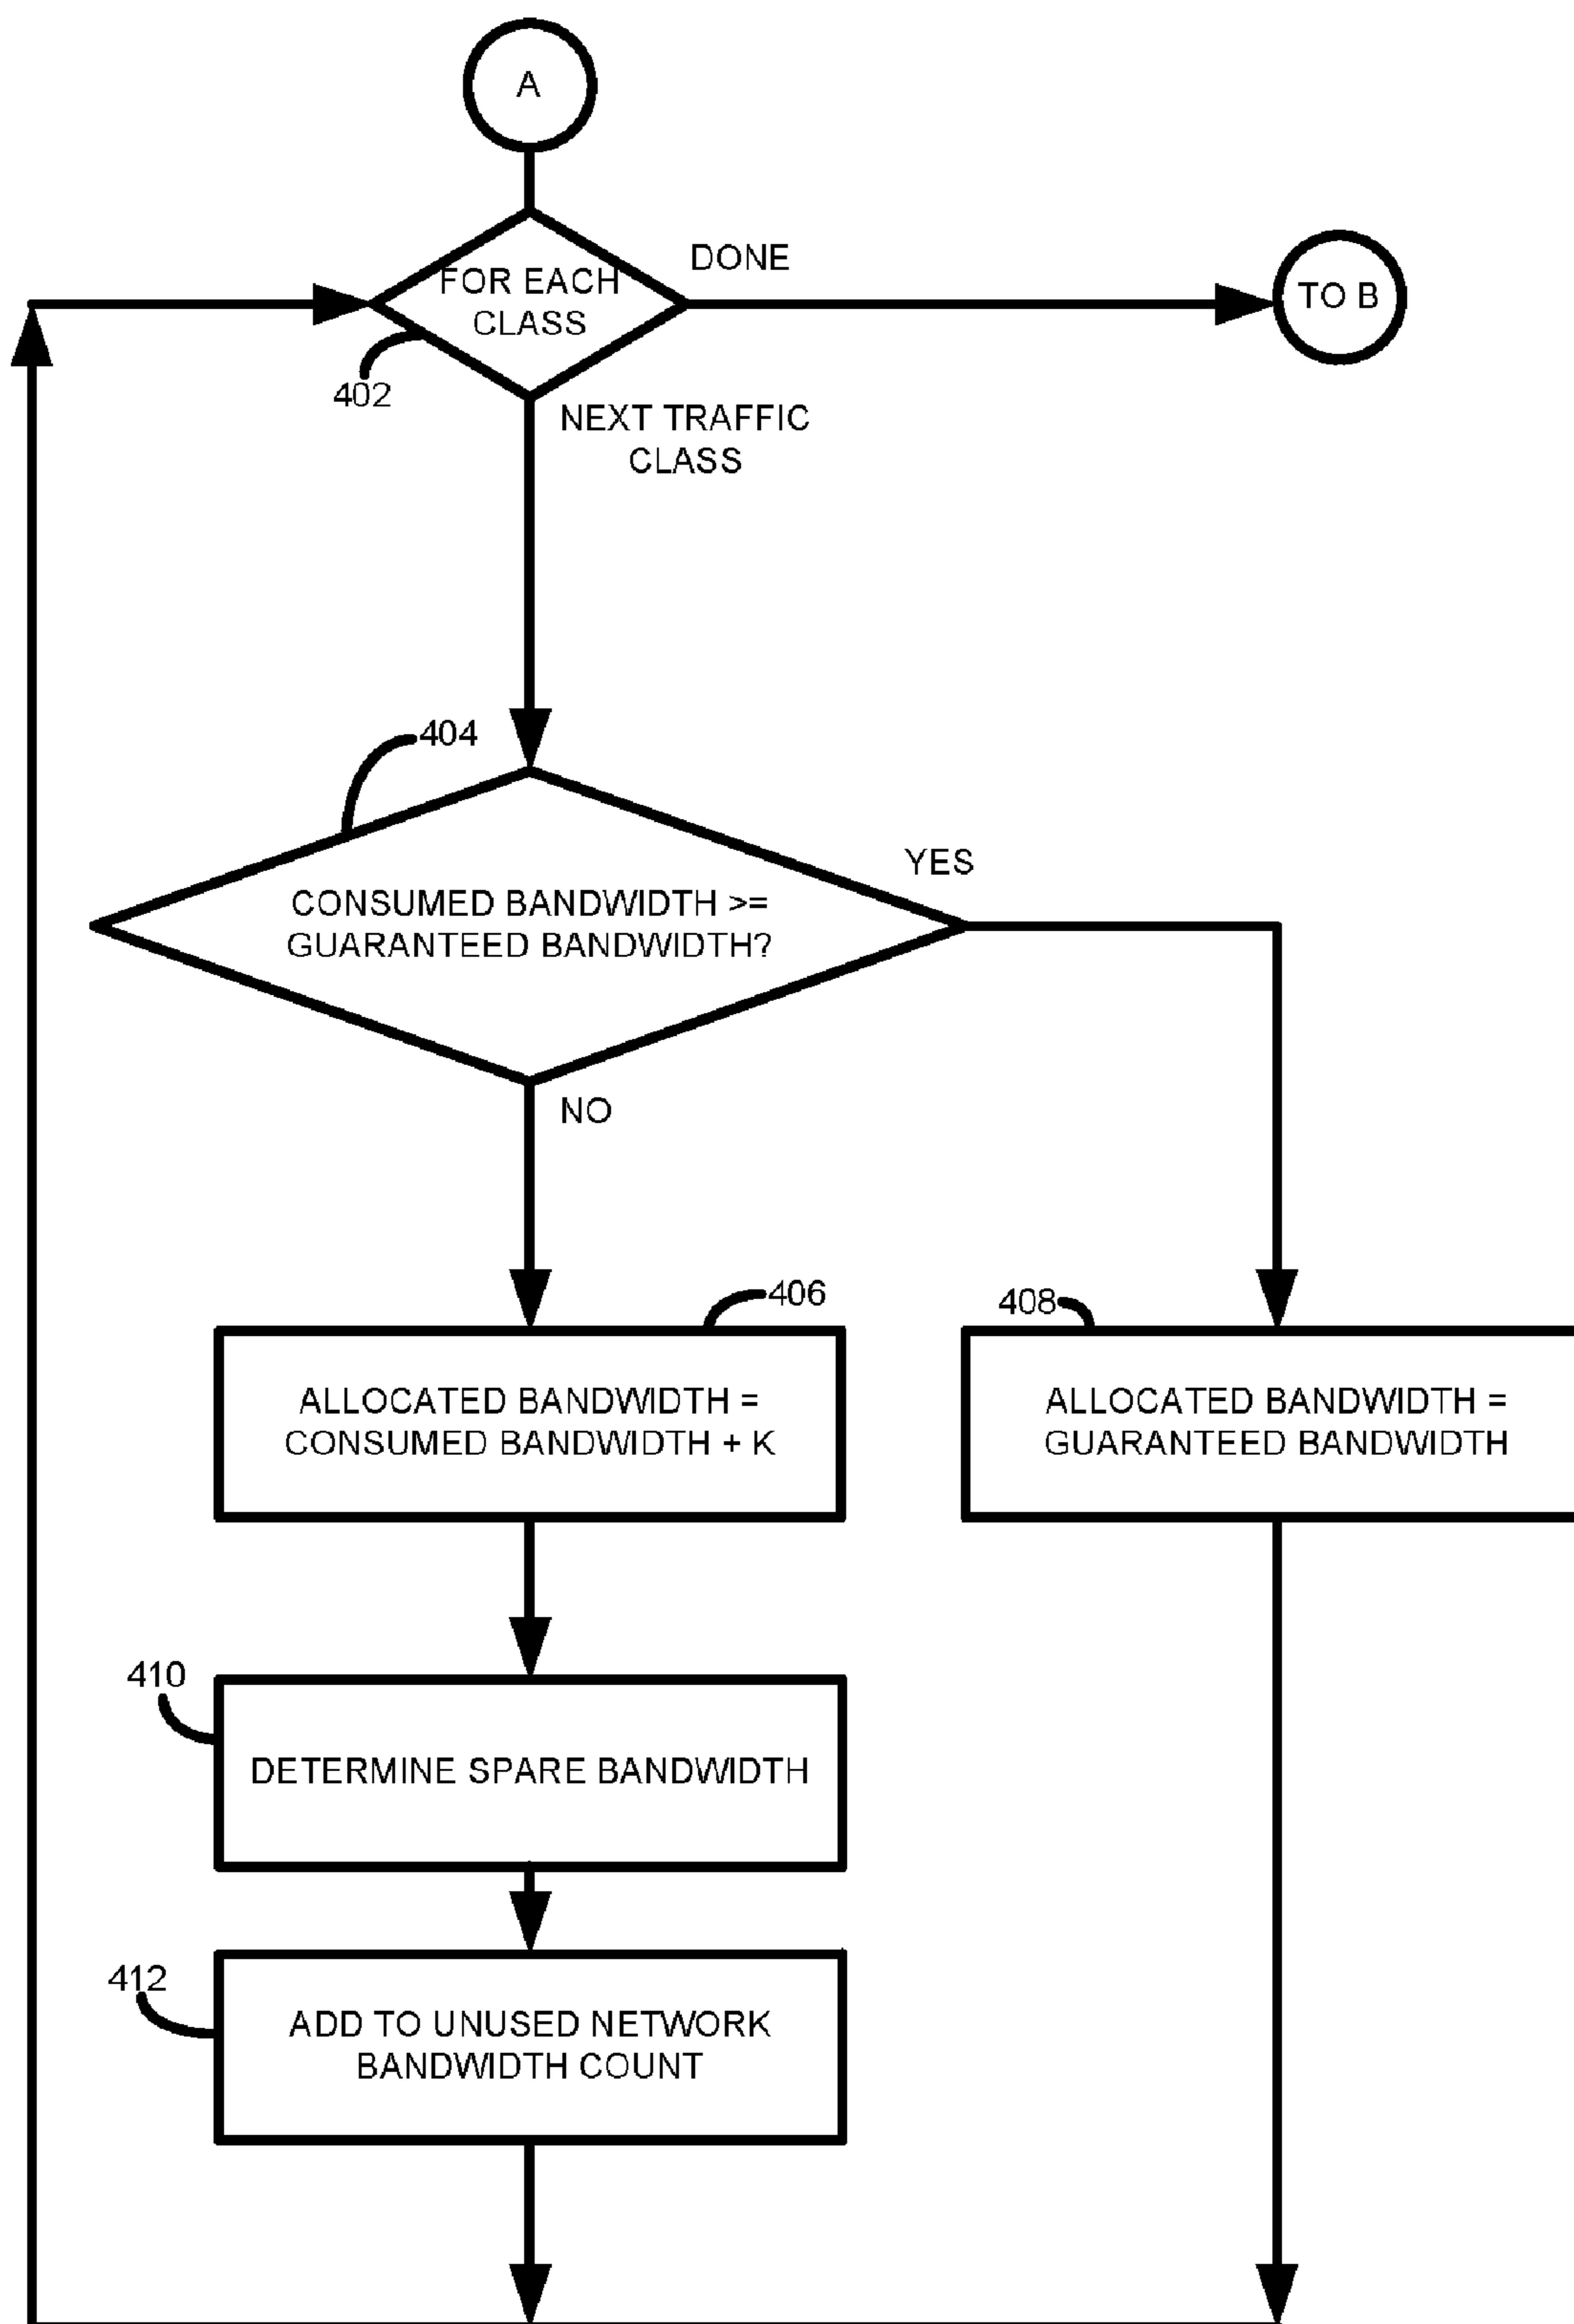 A
FOR EACH
CLASS
DONE
TO B
402
NEXT TRAFFIC
CLASS
404
CONSUMED BANDWIDTH >=
GUARANTEED BANDWIDTH?
YES
NO
406
ALLOCATED BANDWIDTH =
CONSUMED BANDWIDTH + K
408
ALLOCATED BANDWIDTH =
GUARANTEED BANDWIDTH
410
DETERMINE SPARE BANDWIDTH
412
ADD TO UNUSED NETWORK
BANDWIDTH COUNT